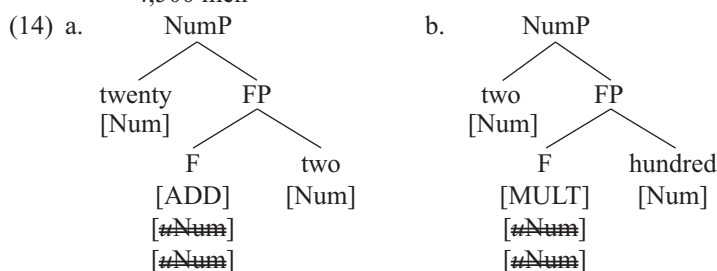 (14) a. NumP b. NumP
twenty FP two FP
[Num] [Num]
F two F hundred
[ADD] [Num] [MULT] [Num]
[uNum] [uNum]
[uNum] [uNum]